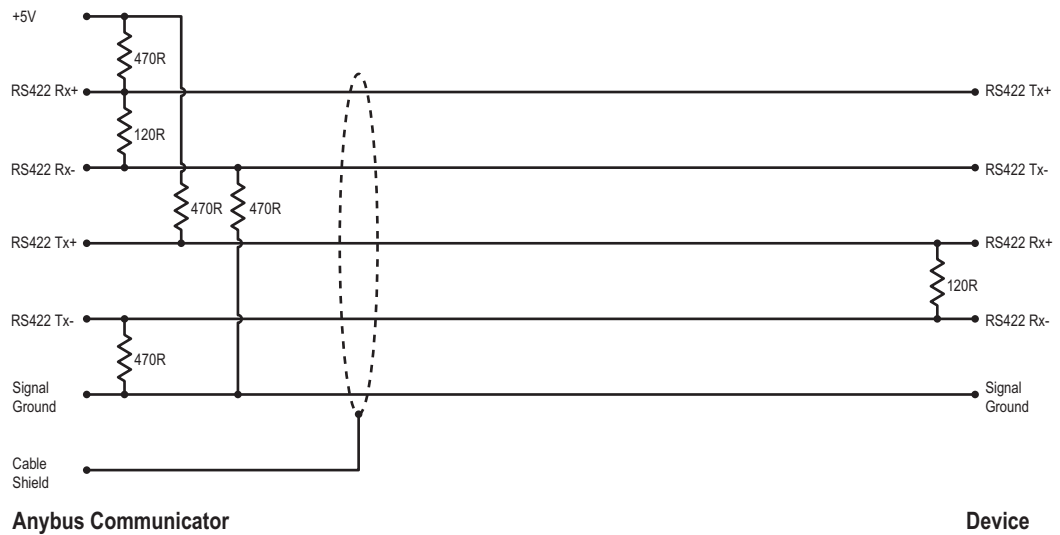 +5V
470R
RS422 Rx+
RS422 Tx+
120R
RS422 Rx-
RS422 Tx-
470R
470R
RS422 Tx+
RS422 Rx+
120R
RS422 Tx-
RS422 Rx-
470R
Signal
Ground
Signal
Ground
Cable
Shield
Anybus Communicator
Device